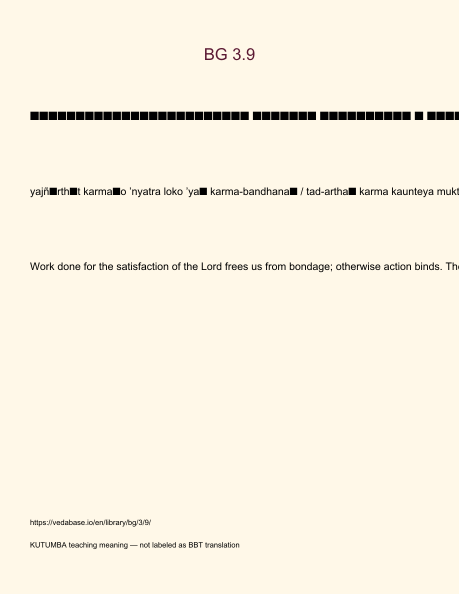 BG 3.9
yajñ■rth■t karma■o 'nyatra loko 'ya■ karma-bandhana■ / tad-artha■ karma kaunteya mukt
Work done for the satisfaction of the Lord frees us from bondage; otherwise action binds. The
https://vedabase.io/en/library/bg/3/9/
KUTUMBA teaching meaning — not labeled as BBT translation